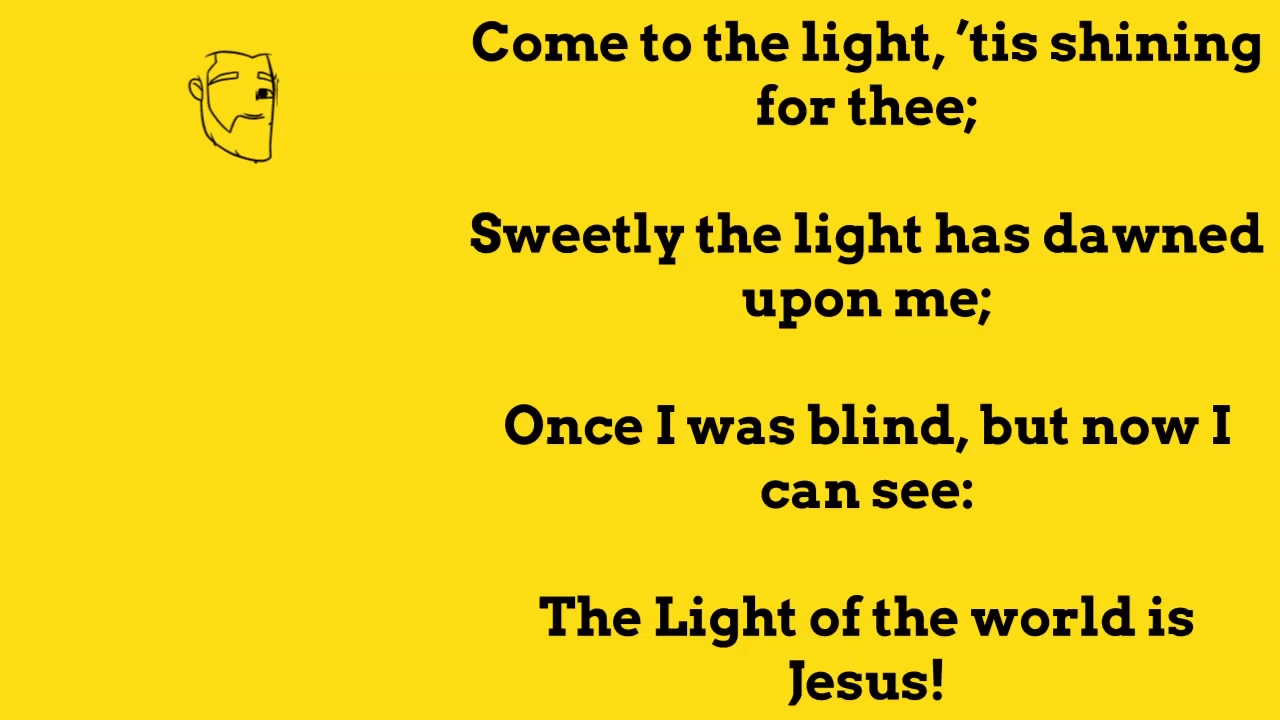 Come to the light, ’tis shining
for thee;
Sweetly the light has dawned
upon me;
Once I was blind, but now I
can see:
The Light of the world is
Jesus!